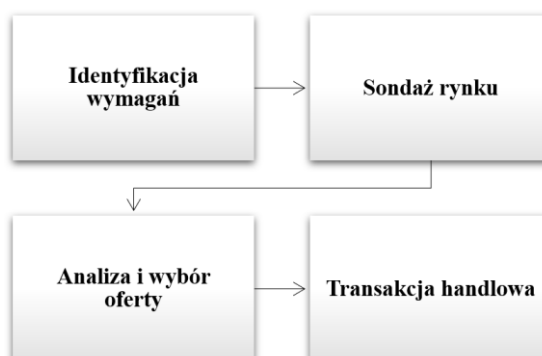 Identyfikacja
wymagań
Sondaż rynku
Analiza i wybór
oferty
Transakcja handlowa